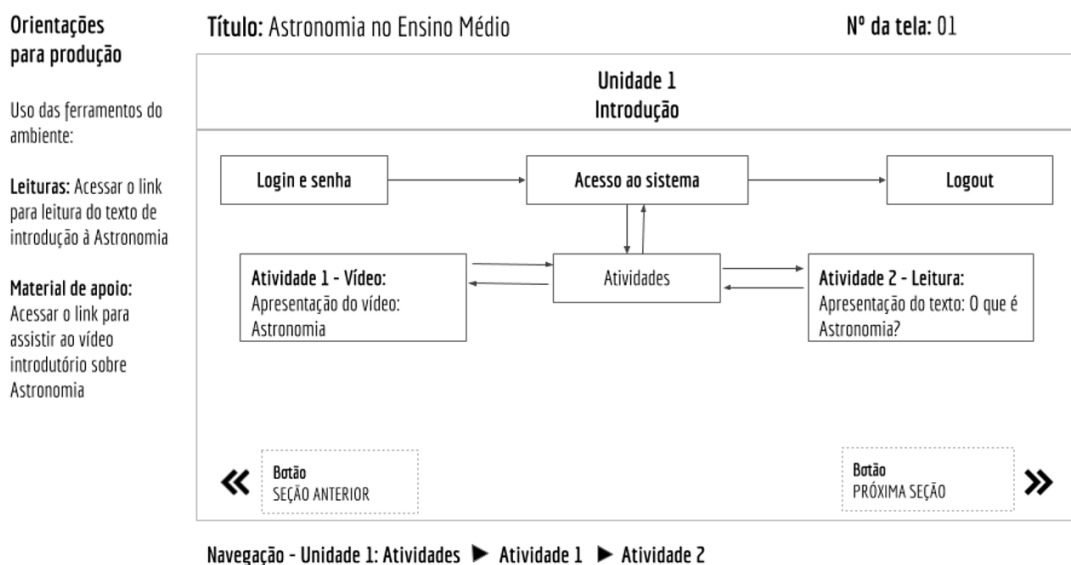 Orientações
para produção
Uso das ferramentos do
ambiente:
Leituras: Acessar o link
para leitura do texto de
introdução à Astronomia
Material de apoio:
Acessar o link para
assistir ao vídeo
introdutório sobre
Astronomia
Título: Astronomia no Ensino Médio
Nº da tela: 01
Unidade 1
Introdução
Login e senha
Acesso ao sistema
Logout
Atividade 1 - Vídeo:
Apresentação do vídeo:
Astronomia
Atividades
Atividade 2 - Leitura:
Apresentação do texto: O que é
Astronomia?
Botão
SEÇÃO ANTERIOR
Botão
PRÓXIMA SEÇÃO
Navegação - Unidade 1: Atividades ▶ Atividade 1 ▶ Atividade 2